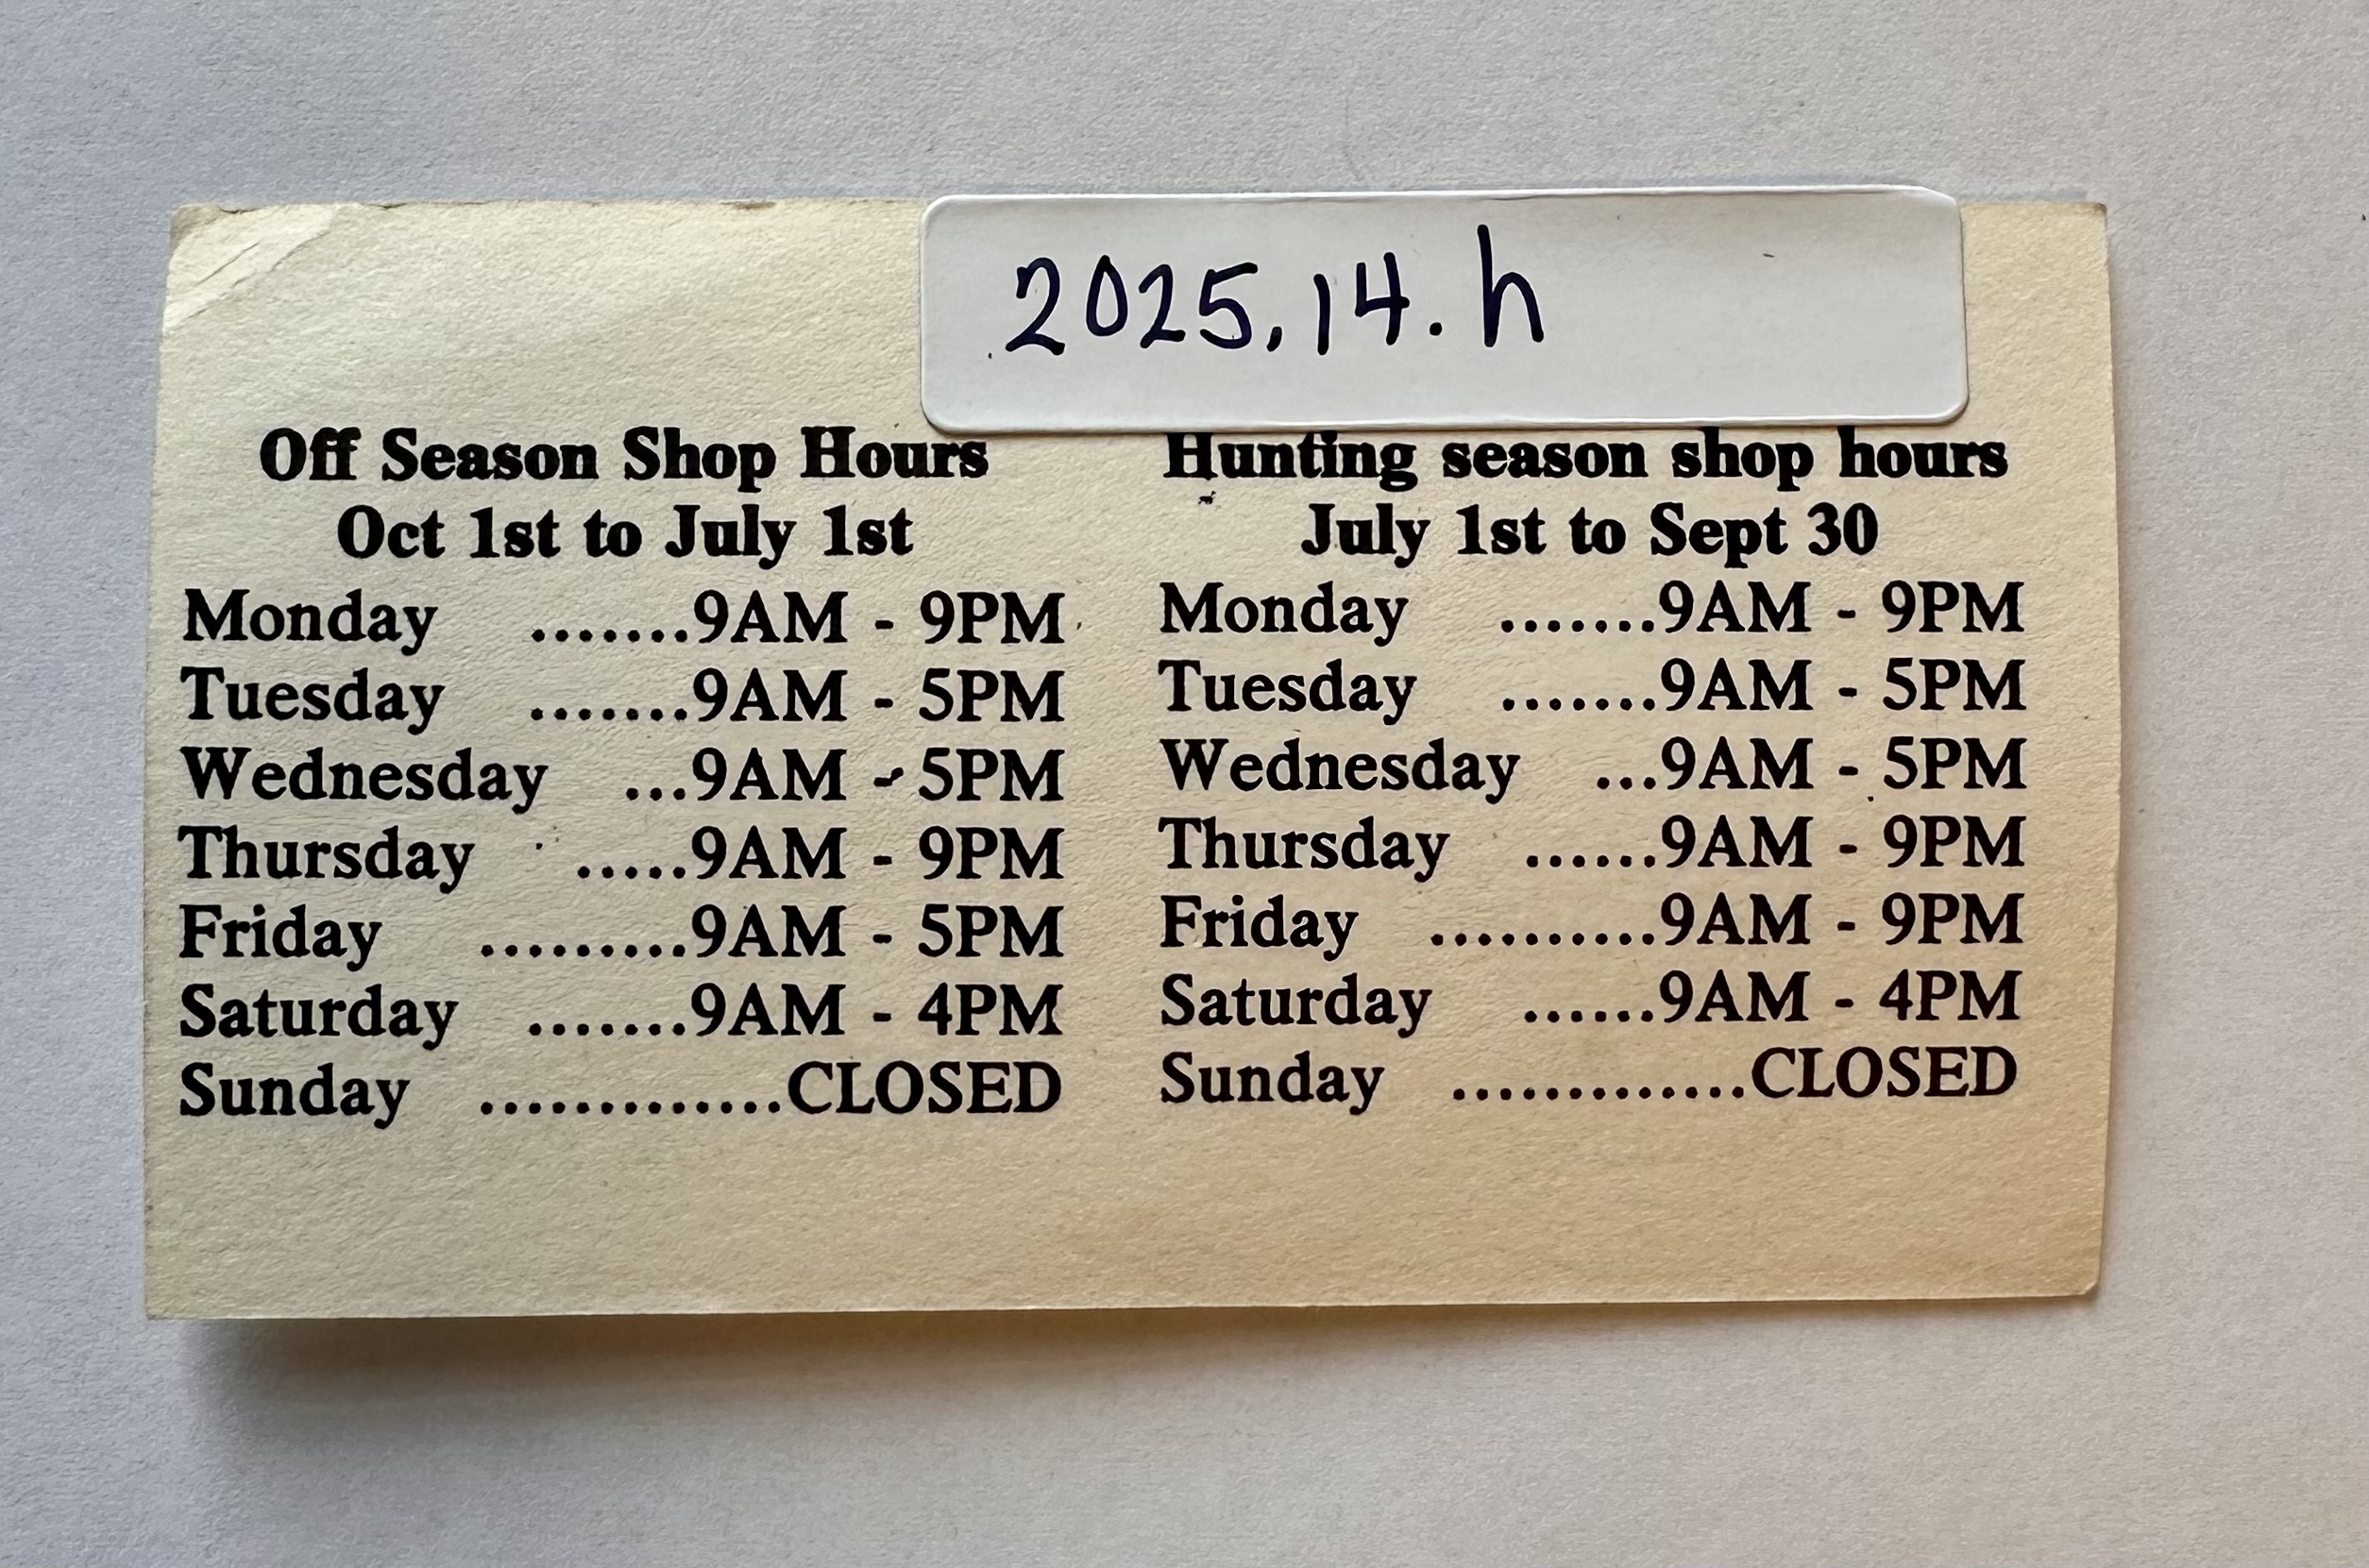 2025.14.h
Off Season Shop Hours
Oct 1st to July 1st
Monday .......9AM - 9PM
Tuesday .......9AM - 5PM
Wednesday ...9AM - 5PM
Thursday .....9AM - 9PM
Friday .........9AM - 5PM
Saturday .......9AM - 4PM
Sunday .............CLOSED
Hunting season shop hours
July 1st to Sept 30
Monday .......9AM - 9PM
Tuesday .......9AM - 5PM
Wednesday ...9AM - 5PM
Thursday ......9AM - 9PM
Friday ..........9AM - 9PM
Saturday ......9AM - 4PM
Sunday .............CLOSED